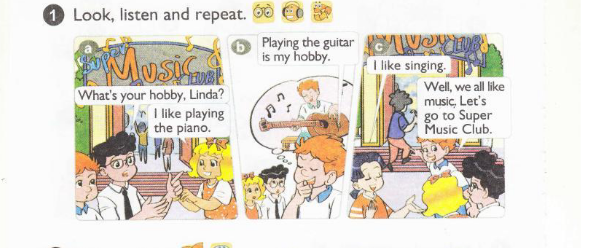 1 Look, listen and repeat.
a
Super
Music
Club
What's your hobby, Linda?
I like playing
the piano.
b
Playing the guitar
is my hobby.
c
Music
Club
I like singing.
Well, we all like
music. Let's
go to Super
Music Club.